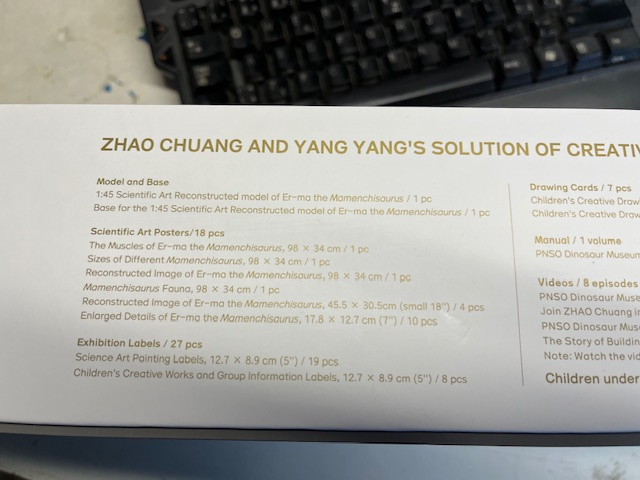 ZHAO CHUANG AND YANG YANG'S SOLUTION OF CREATIV
Model and Base
1:45 Scientific Art Reconstructed model of Er-ma the Mamenchisaurus / 1 pc
Base for the 1:45 Scientific Art Reconstructed model of Er-ma the Mamenchisaurus / 1 pc
Scientific Art Posters/18 pcs
The Muscles of Er-ma the Mamenchisaurus, 98 × 34 cm / 1 pc
Sizes of Different Mamenchisaurus, 98 × 34 cm / 1 pc
Reconstructed Image of Er-ma the Mamenchisaurus, 98 × 34 cm / 1 pc
Mamenchisaurus Fauna, 98 × 34 cm / 1 pc
Reconstructed Image of Er-ma the Mamenchisaurus, 45.5 × 30.5cm (small 18") / 4 pcs
Enlarged Details of Er-ma the Mamenchisaurus, 17.8 × 12.7 cm (7") / 10 pcs
Exhibition Labels / 27 pcs
Science Art Painting Labels, 12.7 × 8.9 cm (5") / 19 pcs
Children's Creative Works and Group Information Labels, 12.7 × 8.9 cm (5") / 8 pcs
Drawing Cards / 7 pcs
Children's Creative Draw
Children's Creative Draw
Manual / 1 volume
PNSO Dinosaur Museum
Videos / 8 episodes
PNSO Dinosaur Muse
Join ZHAO Chuang in
PNSO Dinosaur Muse
The Story of Buildin
Note: Watch the vid
Children under